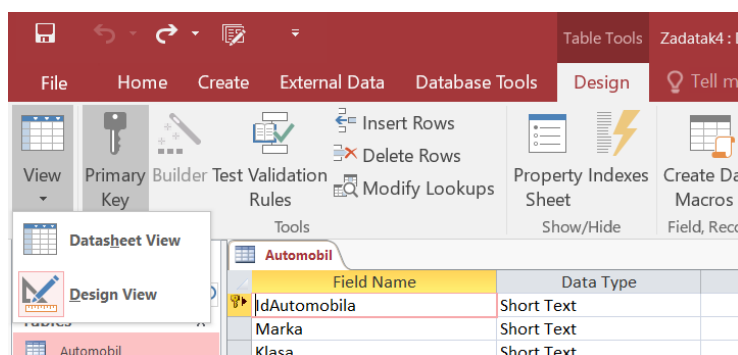 Table Tools Zadatak4 :
File Home Create External Data Database Tools Design Tell m
View
Primary Key
Builder
Test Validation Rules
Insert Rows
Delete Rows
Modify Lookups
Property Sheet
Indexes
Create Da
Macros
Tools
Show/Hide
Field, Reco
Datasheet View
Design View
Tables
Automobil
Automobil
Field Name Data Type
IdAutomobila Short Text
Marka Short Text
Klasa Short Text